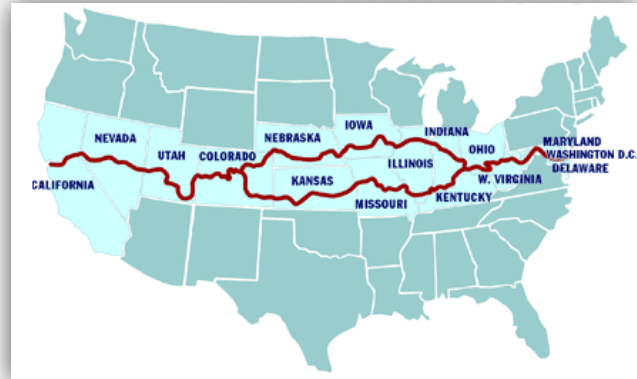 NEVADA
UTAH
COLORADO
NEBRASKA
IOWA
INDIANA
OHIO
MARYLAND
WASHINGTON D.C.
DELAWARE
CALIFORNIA
KANSAS
ILLINOIS
MISSOURI
KENTUCKY
W. VIRGINIA